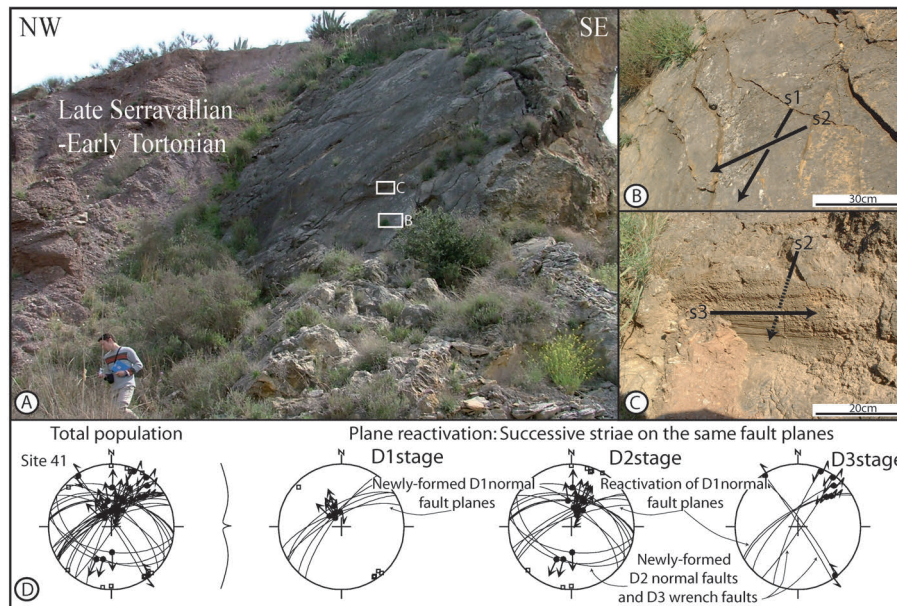 NW
SE
Late Serravallian
-Early Tortonian
C
B
A
s1
s2
30cm
B
s2
s3
20cm
C
Total population
Plane reactivation: Successive striae on the same fault planes
Site 41
D1stage
D2stage
D3stage
N
N
N
N
Newly-formed D1normal
fault planes
Reactivation of D1normal
fault planes
Newly-formed
D2 normal faults
and D3 wrench faults
D